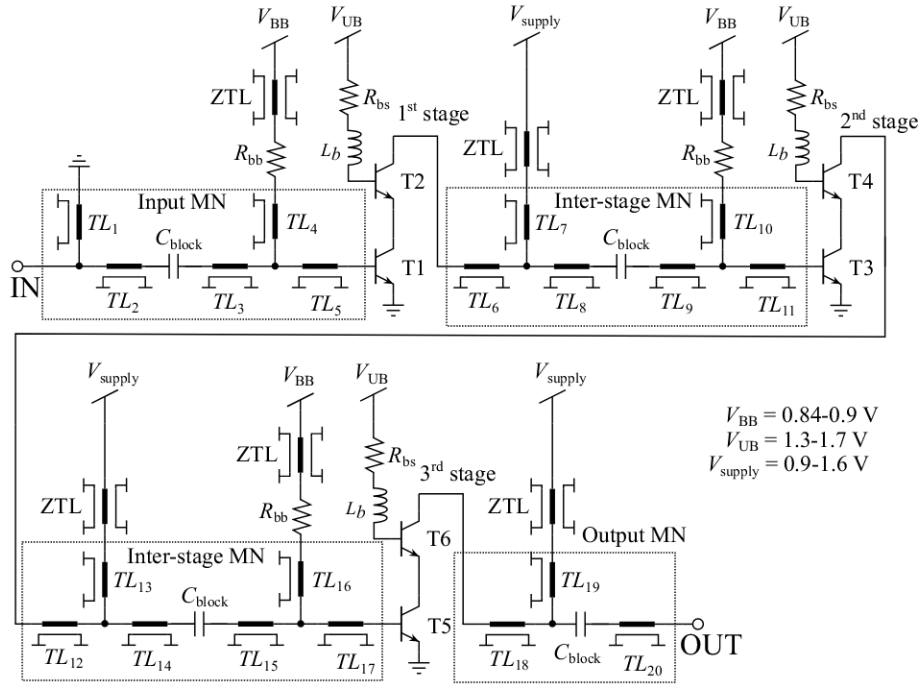 V_BB
V_UB
V_supply
V_BB
V_UB
ZTL
R_bs
1st stage
ZTL
R_bs
2nd stage
R_bb
L_b
ZTL
R_bb
L_b
T2
T4
Input MN
Inter-stage MN
TL_1
TL_4
TL_7
TL_10
C_block
C_block
T1
T3
IN
TL_2
TL_3
TL_5
TL_6
TL_8
TL_9
TL_11
V_supply
V_BB
V_UB
V_supply
V_BB = 0.84-0.9 V
V_UB = 1.3-1.7 V
V_supply = 0.9-1.6 V
ZTL
R_bs
3rd stage
ZTL
R_bb
L_b
ZTL
T6
Output MN
Inter-stage MN
TL_13
TL_16
TL_19
C_block
T5
OUT
TL_12
TL_14
TL_15
TL_17
TL_18
C_block
TL_20